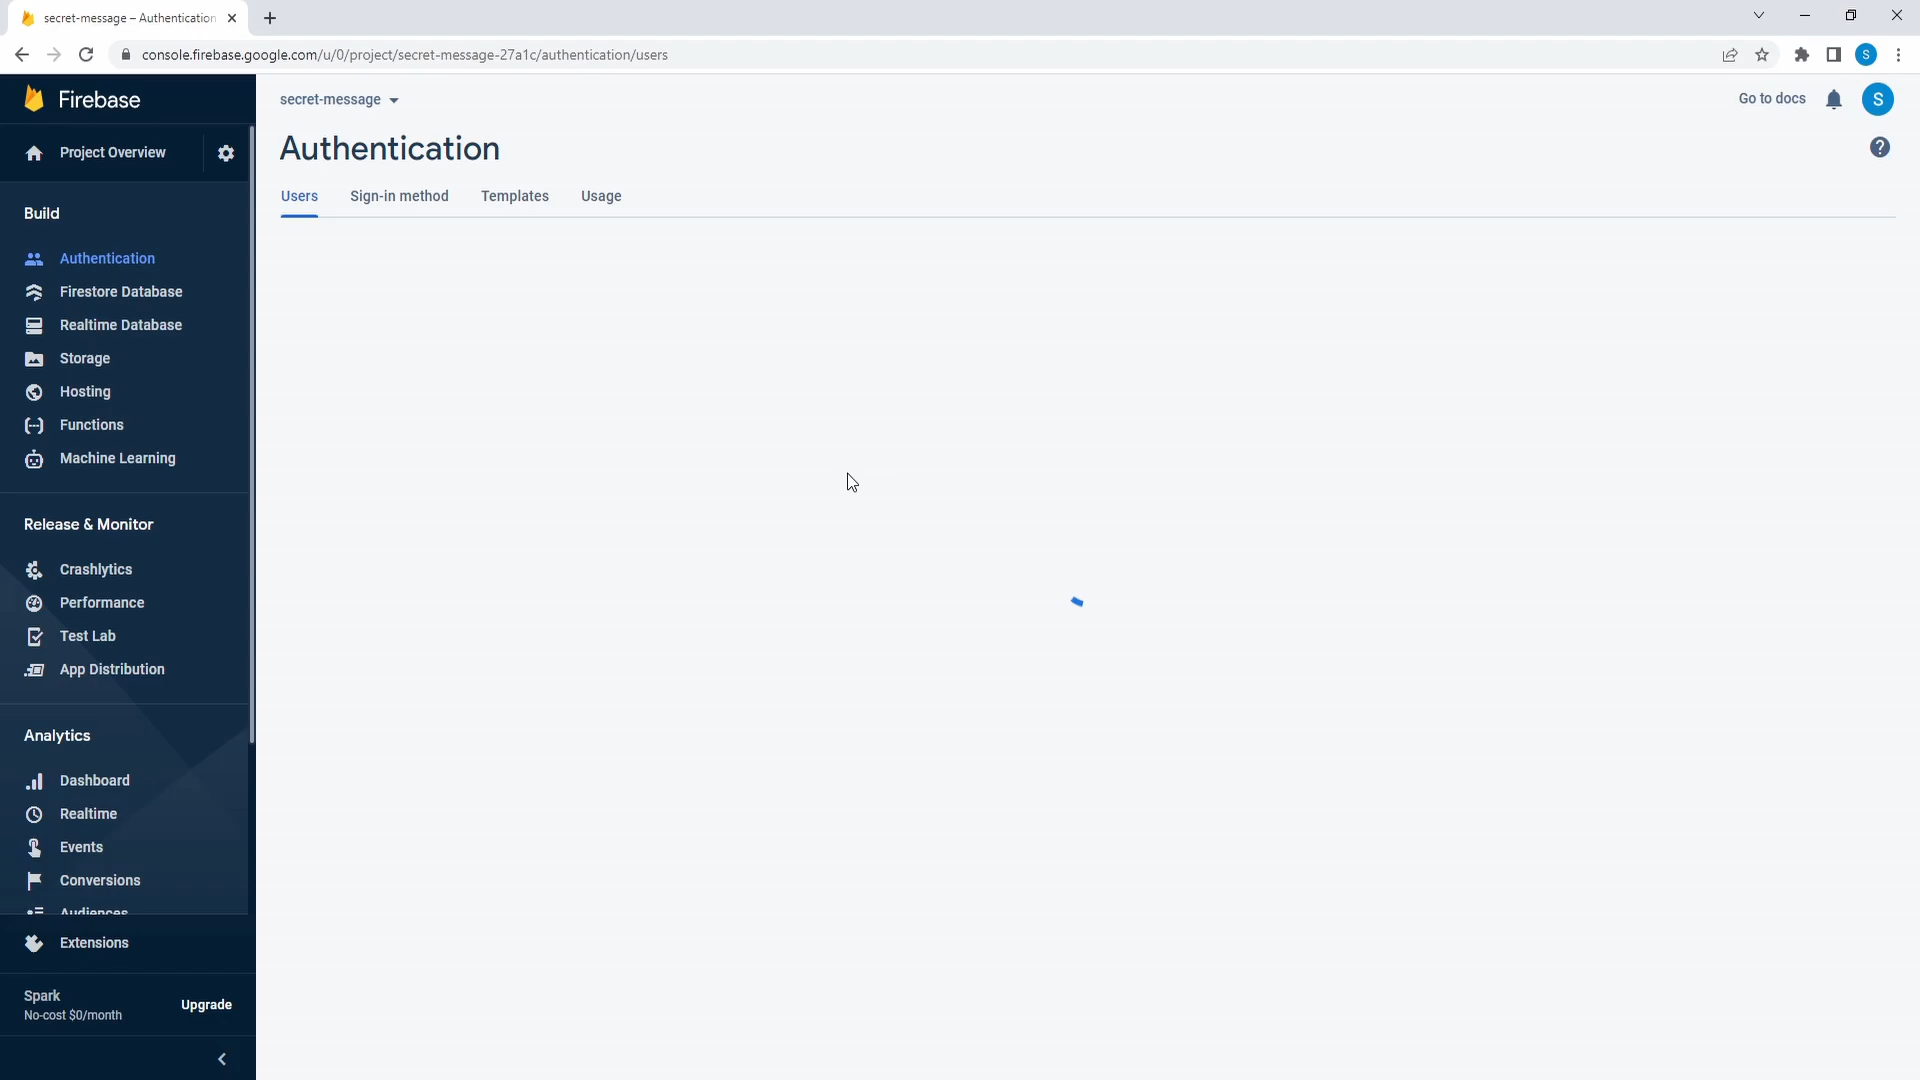 secret-message – Authentication
console.firebase.google.com/u/0/project/secret-message-27a1c/authentication/users
S
Firebase
secret-message
Go to docs
S
Project Overview
Authentication
?
Users Sign-in method Templates Usage
Build
Authentication
Firestore Database
Realtime Database
Storage
Hosting
Functions
Machine Learning
Release & Monitor
Crashlytics
Performance
Test Lab
App Distribution
Analytics
Dashboard
Realtime
Events
Conversions
Audiences
Extensions
Spark
No-cost $0/month
Upgrade